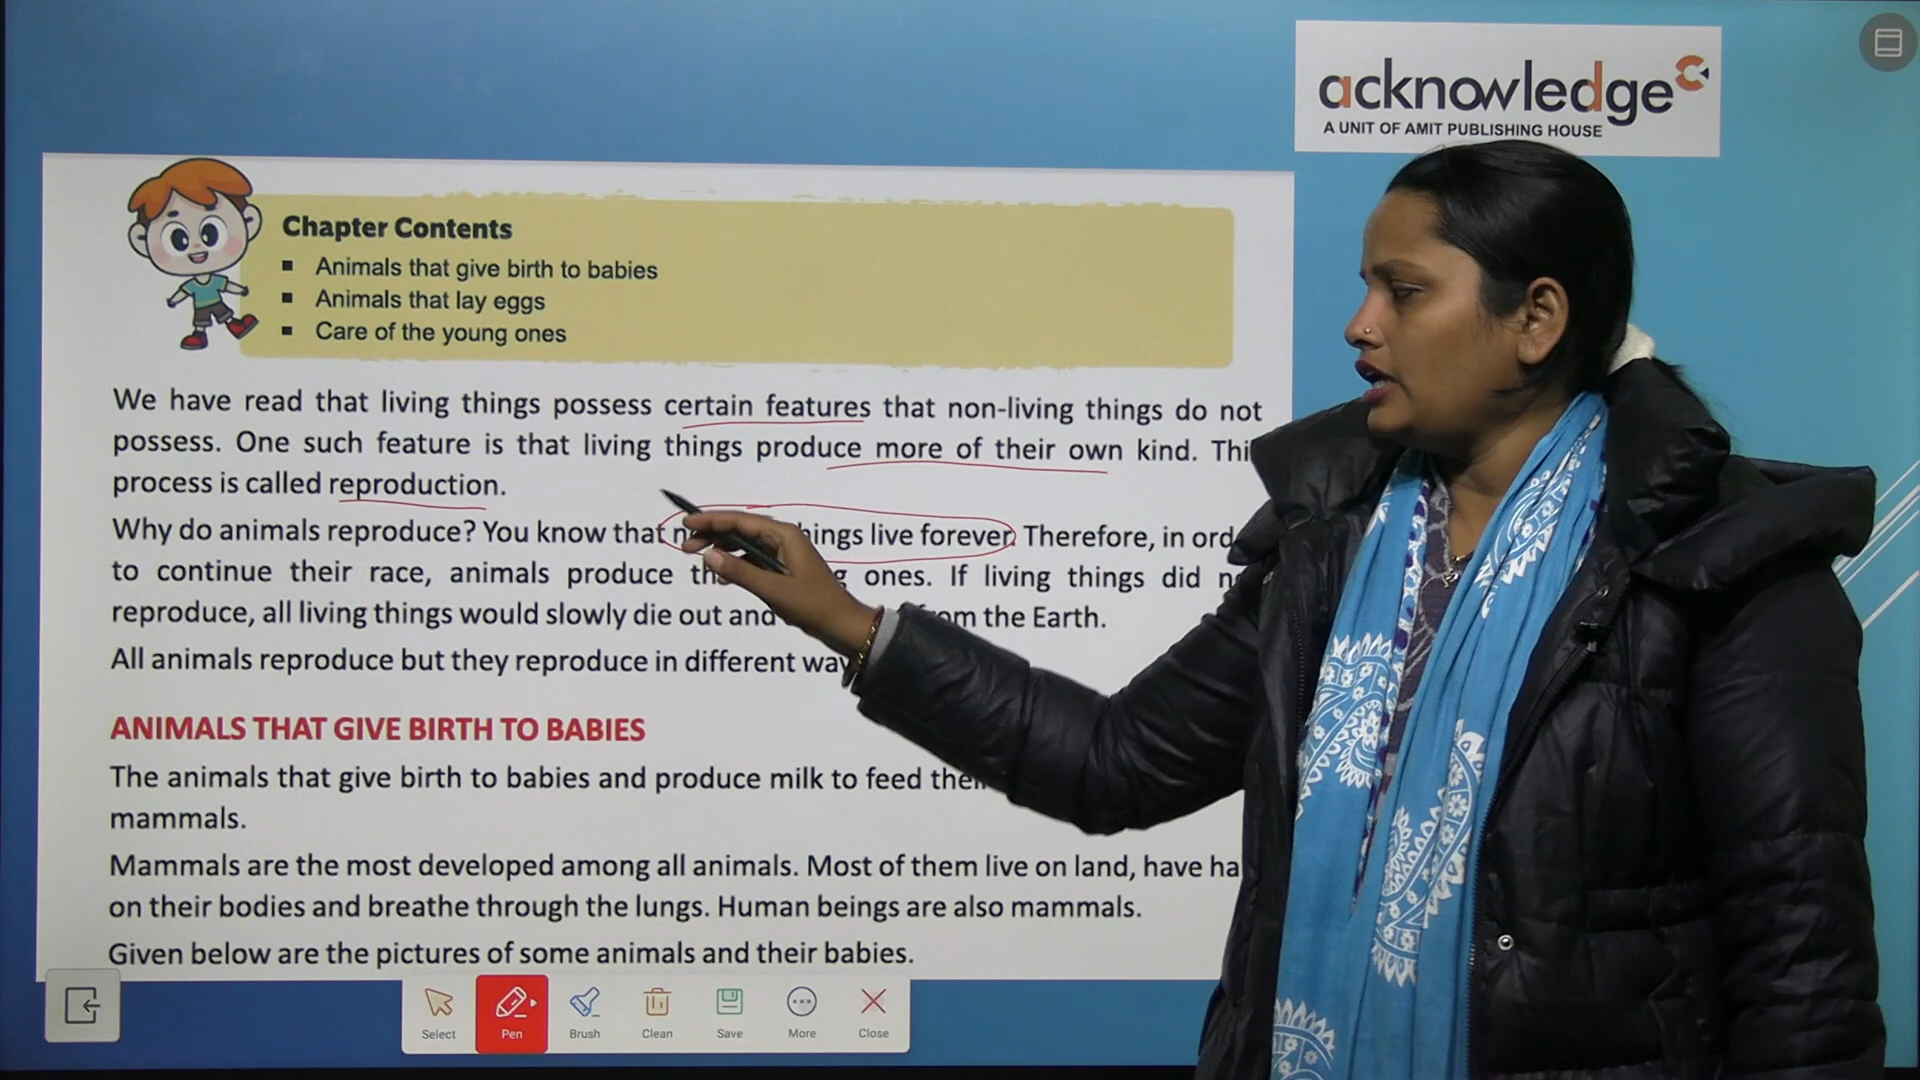 acknowledge
A UNIT OF AMIT PUBLISHING HOUSE
Chapter Contents
Animals that give birth to babies
Animals that lay eggs
Care of the young ones
We have read that living things possess certain features that non-living things do not
possess. One such feature is that living things produce more of their own kind.
process is called reproduction.
Why do animals reproduce? You know that live forever. Therefore, in
to continue their race, animals produce ones. If living things did
reproduce, all living things would slowly die out and the Earth.
All animals reproduce but they reproduce in different
ANIMALS THAT GIVE BIRTH TO BABIES
The animals that give birth to babies and produce milk to feed
mammals.
Mammals are the most developed among all animals. Most of them live on land, have
on their bodies and breathe through the lungs. Human beings are also mammals.
Given below are the pictures of some animals and their babies.
Select Pen Brush Clean Save More Close